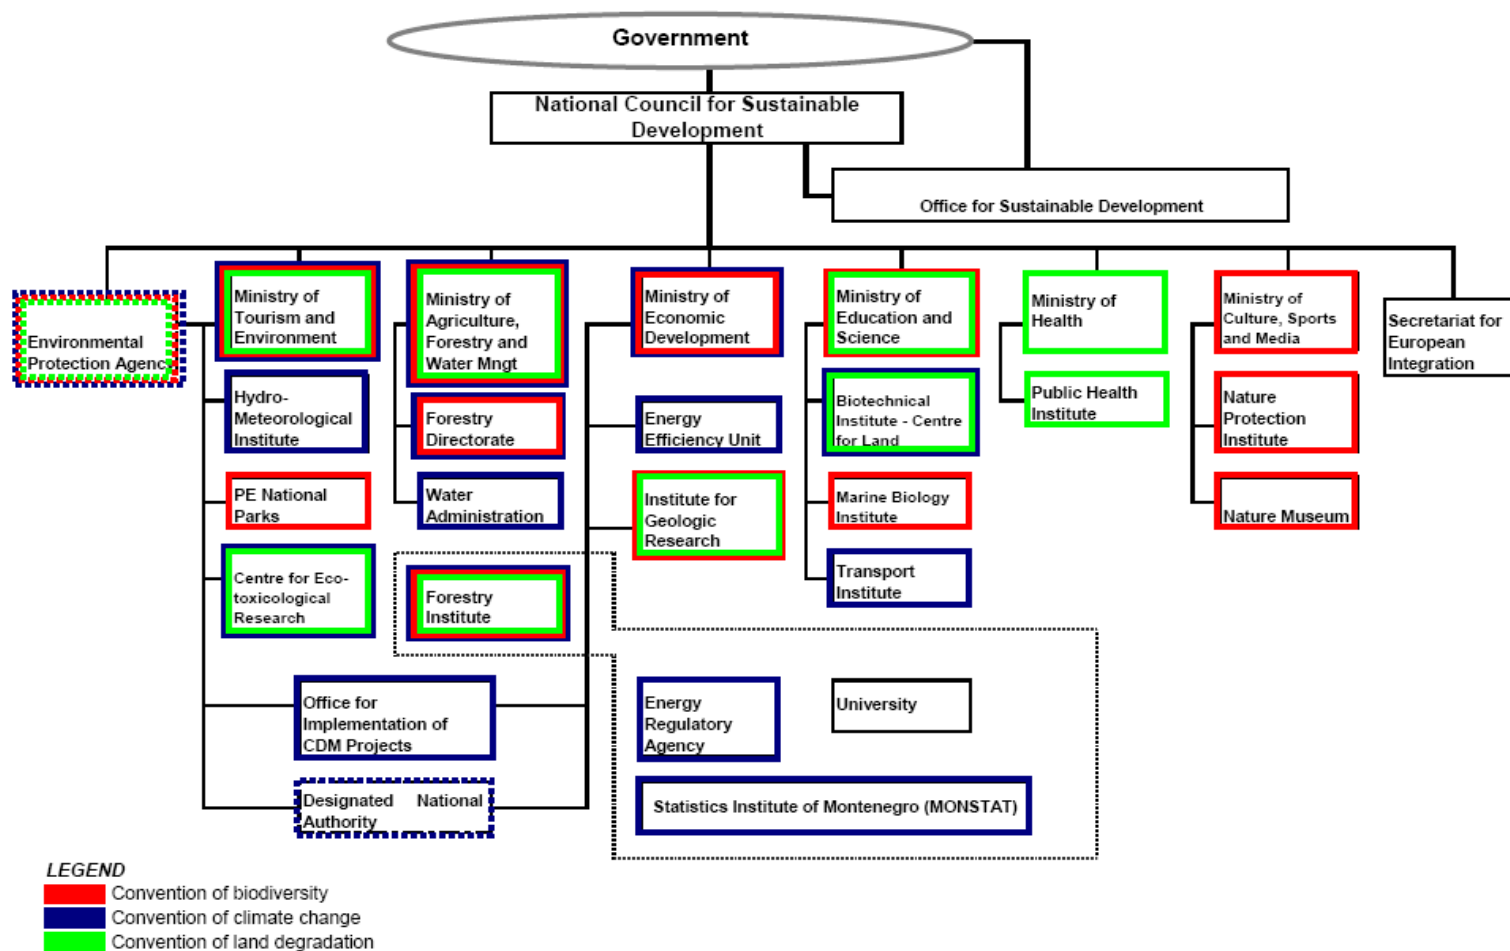 Government
National Council for Sustainable
Development
Office for Sustainable Development
Environmental
Protection Agency
Ministry of
Tourism and
Environment
Hydro-
Meteorological
Institute
PE National
Parks
Centre for Eco-
toxicological
Research
Ministry of
Agriculture,
Forestry and
Water Mngt
Forestry
Directorate
Water
Administration
Forestry
Institute
Office for
Implementation of
CDM Projects
Designated National
Authority
Ministry of
Economic
Development
Energy
Efficiency Unit
Institute for
Geologic
Research
Ministry of
Education and
Science
Biotechnical
Institute - Centre
for Land
Marine Biology
Institute
Transport
Institute
Ministry of
Health
Public Health
Institute
Ministry of
Culture, Sports
and Media
Nature
Protection
Institute
Nature Museum
Secretariat for
European
Integration
Energy
Regulatory
Agency
University
Statistics Institute of Montenegro (MONSTAT)
LEGEND
Convention of biodiversity
Convention of climate change
Convention of land degradation